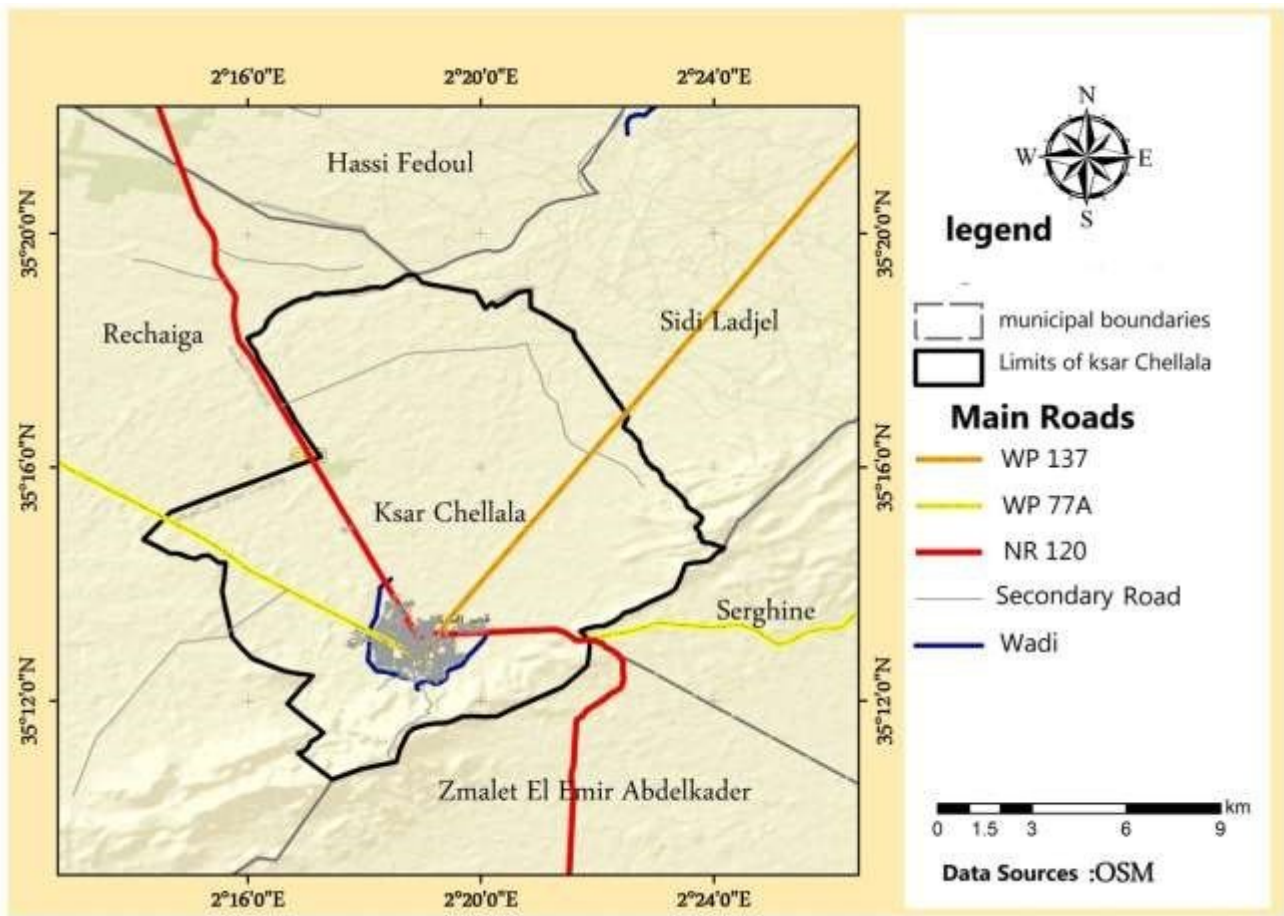 2°16'0"E 2°20'0"E 2°24'0"E
35°20'0"N
35°16'0"N
35°12'0"N
Hassi Fedoul
Rechaiga
Sidi Ladjel
Ksar Chellala
Serghine
Zmalet El Emir Abdelkader
35°20'0"N
35°16'0"N
35°12'0"N
2°16'0"E 2°20'0"E 2°24'0"E
N
W E
S
legend
municipal boundaries
Limits of ksar Chellala
Main Roads
WP 137
WP 77A
NR 120
Secondary Road
Wadi
km
0 1.5 3 6 9
Data Sources :OSM